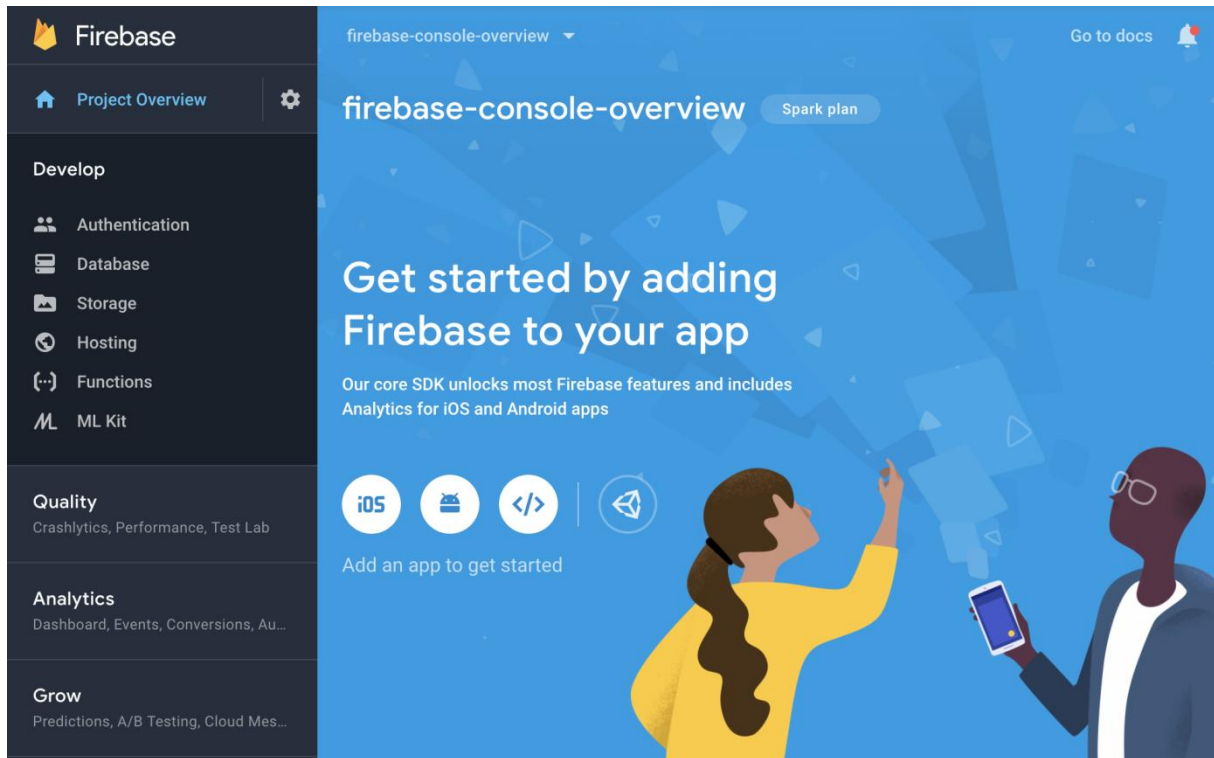 Firebase
Project Overview
Develop
Authentication
Database
Storage
Hosting
Functions
ML Kit
Quality
Crashlytics, Performance, Test Lab
Analytics
Dashboard, Events, Conversions, Au...
Grow
Predictions, A/B Testing, Cloud Mes...
firebase-console-overview
Go to docs
firebase-console-overview
Spark plan
Get started by adding
Firebase to your app
Our core SDK unlocks most Firebase features and includes
Analytics for iOS and Android apps
iOS
</>
Add an app to get started